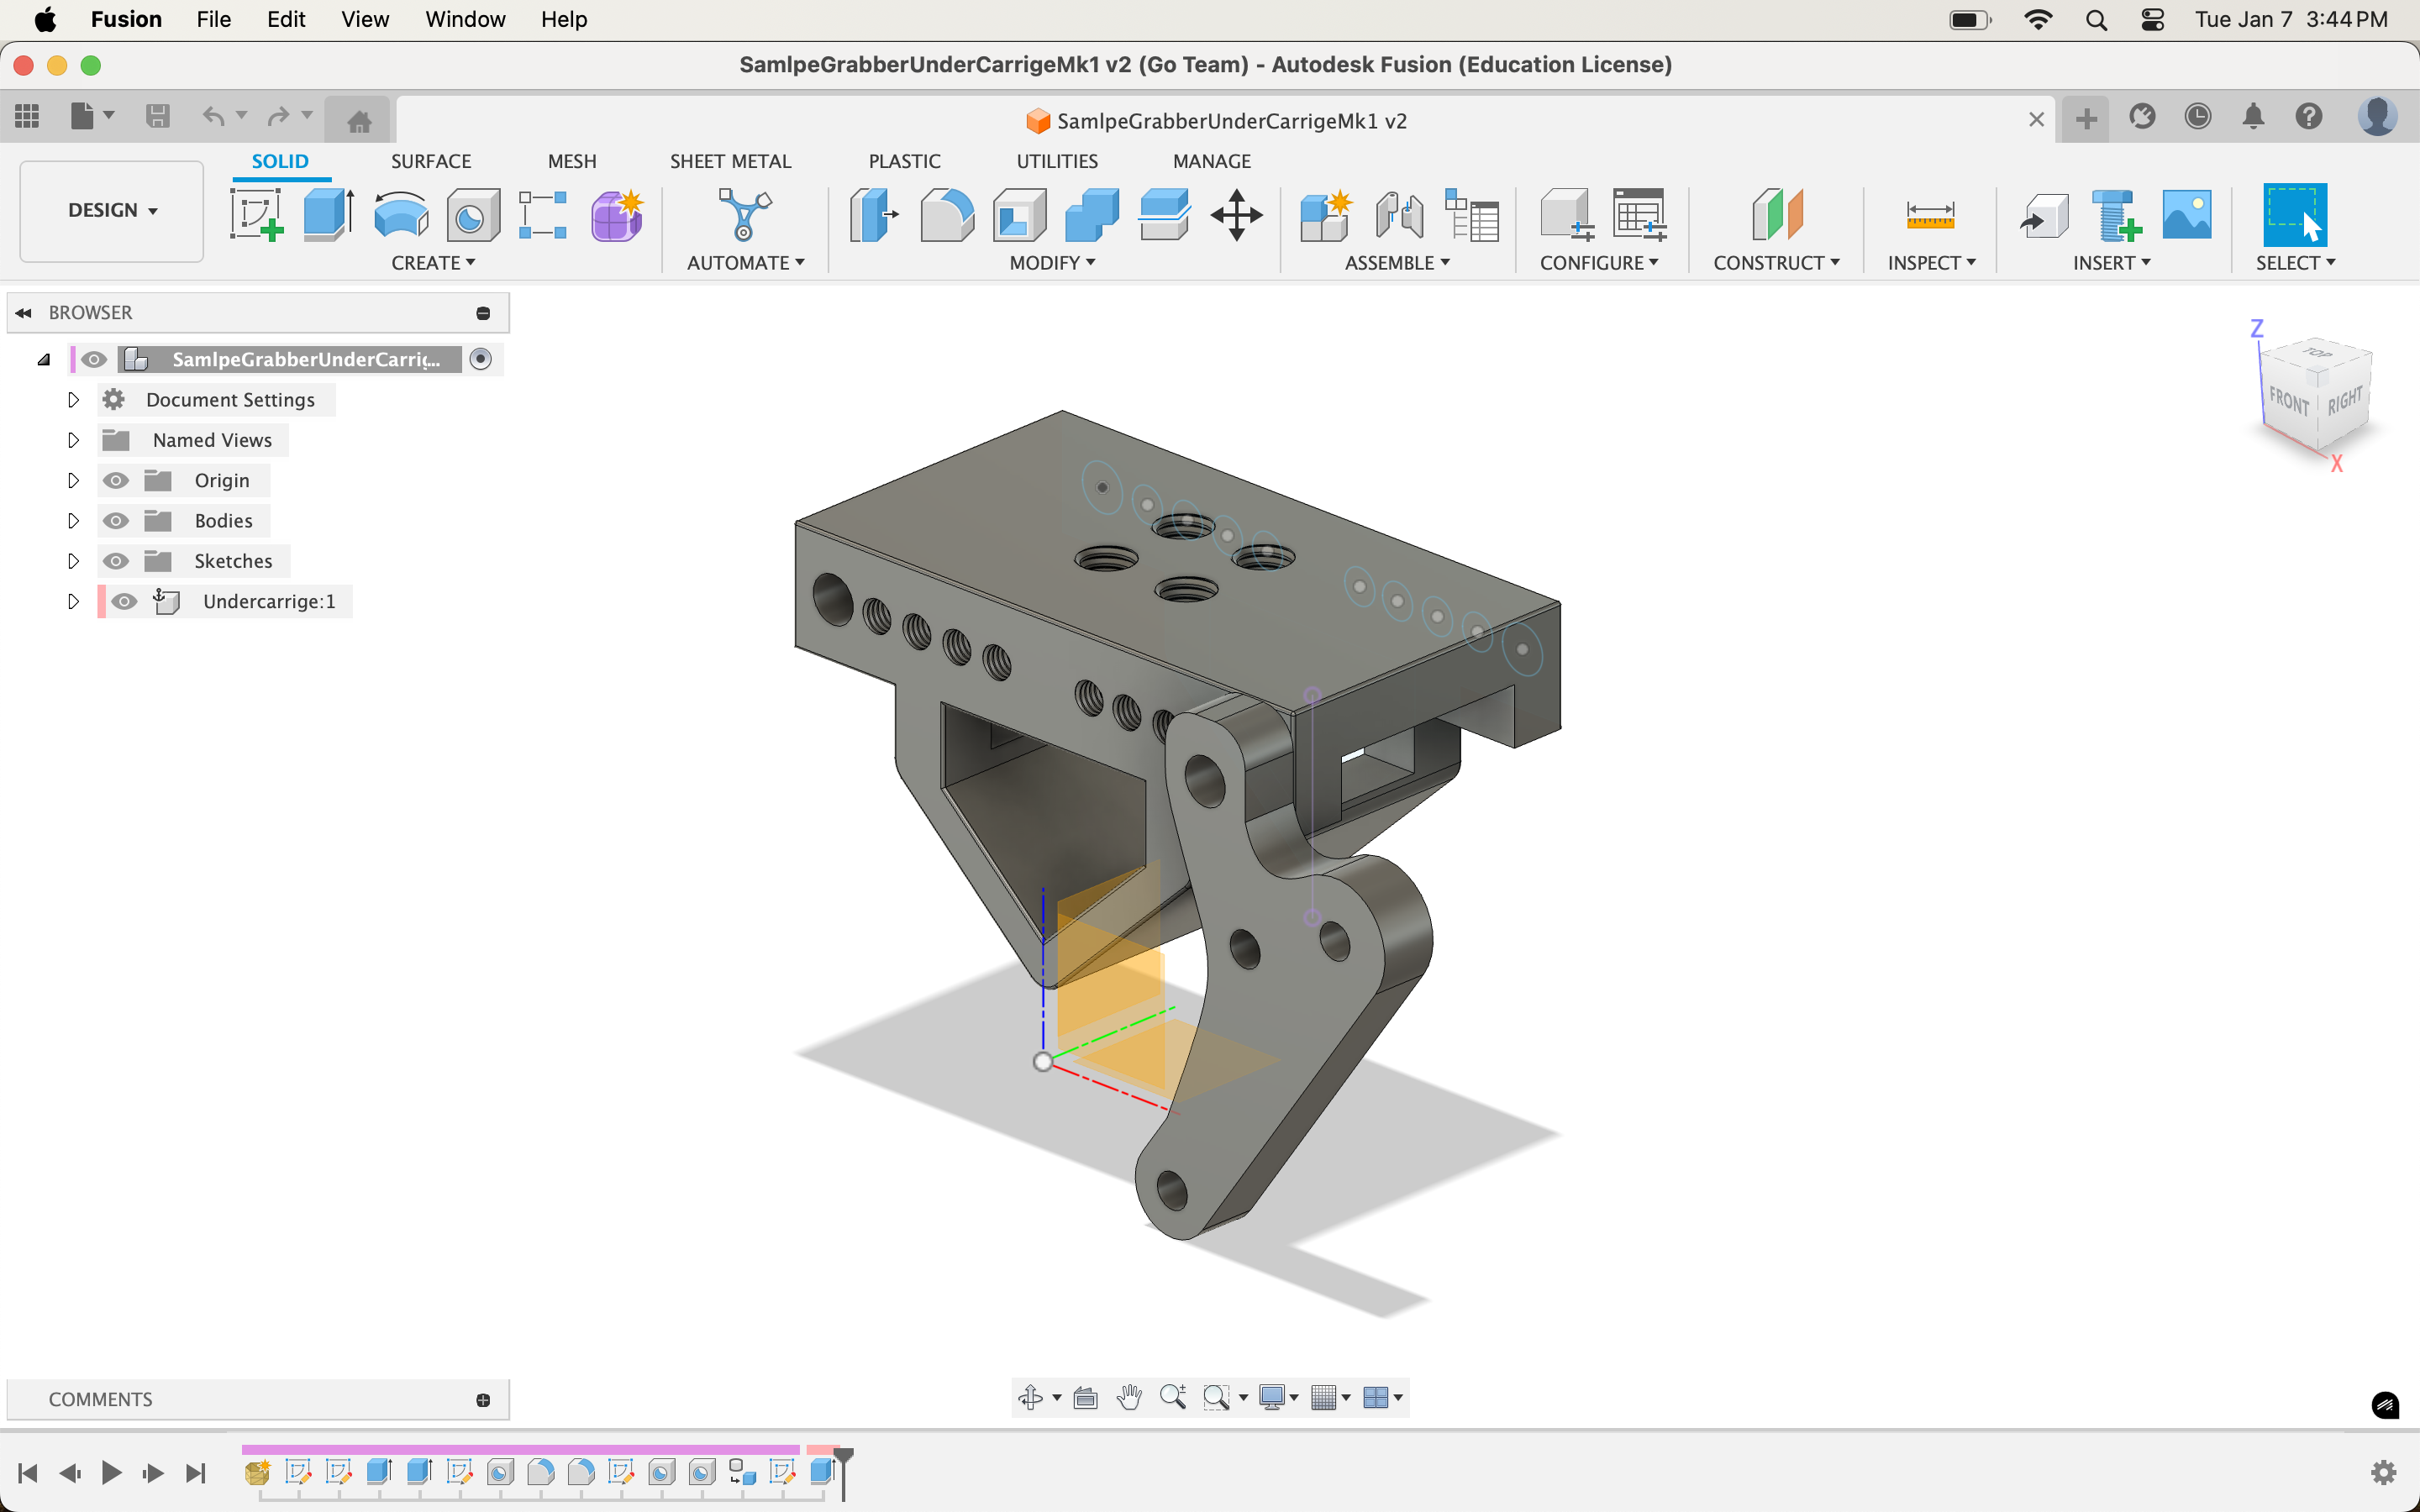 Fusion File Edit View Window Help Tue Jan 7 3:44 PM
SamlpeGrabberUnderCarrigeMk1 v2 (Go Team) - Autodesk Fusion (Education License)
SamlpeGrabberUnderCarrigeMk1 v2
DESIGN
SOLID SURFACE MESH SHEET METAL PLASTIC UTILITIES MANAGE
CREATE AUTOMATE MODIFY ASSEMBLE CONFIGURE CONSTRUCT INSPECT INSERT SELECT
BROWSER
SamlpeGrabberUnderCarrig...
Document Settings
Named Views
Origin
Bodies
Sketches
Undercarrige:1
Z
TOP
FRONT RIGHT
X
COMMENTS